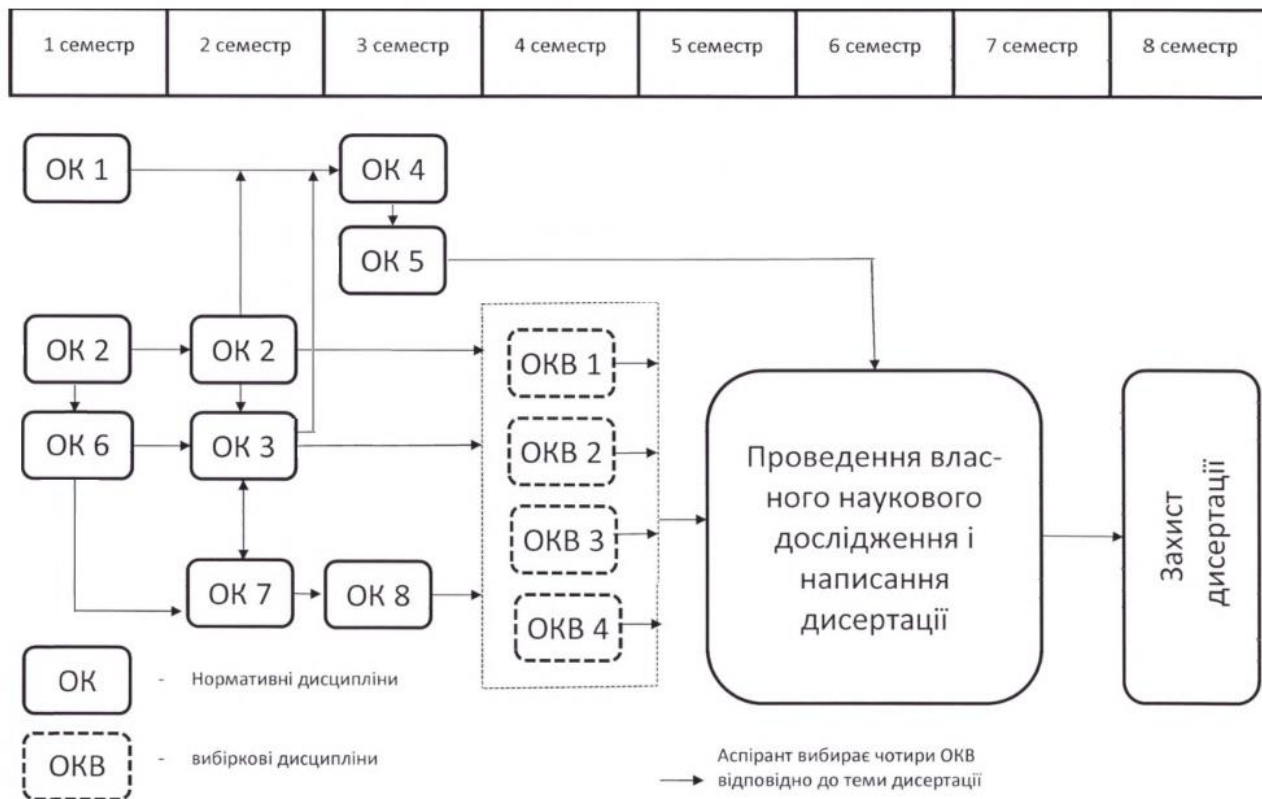 1 семестр
2 семестр
3 семестр
4 семестр
5 семестр
6 семестр
7 семестр
8 семестр
ОК 1
ОК 4
ОК 5
ОК 2
ОК 2
ОКВ 1
ОК 6
ОК 3
ОКВ 2
ОКВ 3
ОК 7
ОК 8
ОКВ 4
Проведення влас-
ного наукового
дослідження і
написання
дисертації
Захист
дисертації
ОК
- Нормативні дисципліни
ОКВ
- вибіркові дисципліни
Аспірант вибирає чотири ОКВ
відповідно до теми дисертації